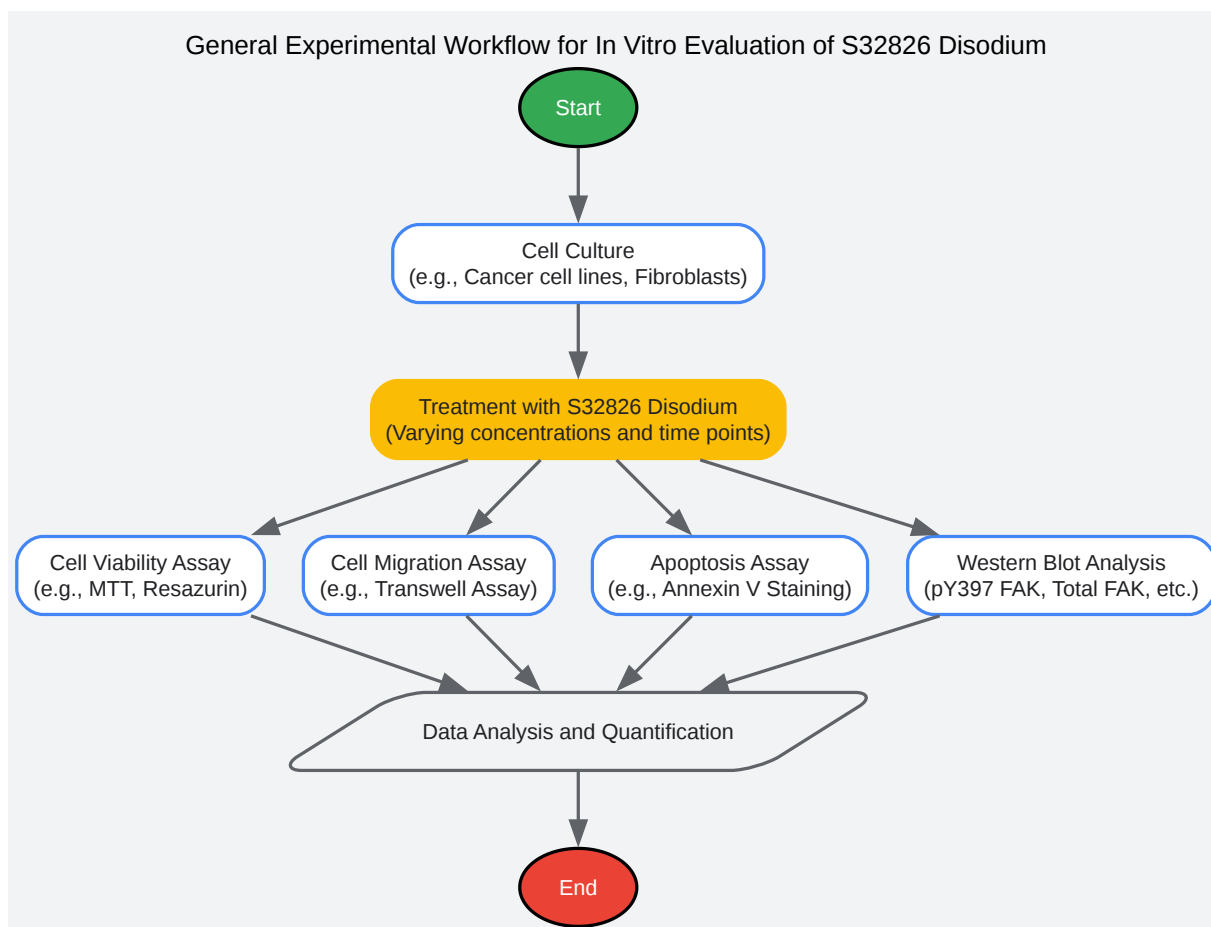 General Experimental Workflow for In Vitro Evaluation of S32826 Disodium
Start
Cell Culture
(e.g., Cancer cell lines, Fibroblasts)
Treatment with S32826 Disodium
(Varying concentrations and time points)
Cell Viability Assay
(e.g., MTT, Resazurin)
Cell Migration Assay
(e.g., Transwell Assay)
Apoptosis Assay
(e.g., Annexin V Staining)
Western Blot Analysis
(pY397 FAK, Total FAK, etc.)
Data Analysis and Quantification
End